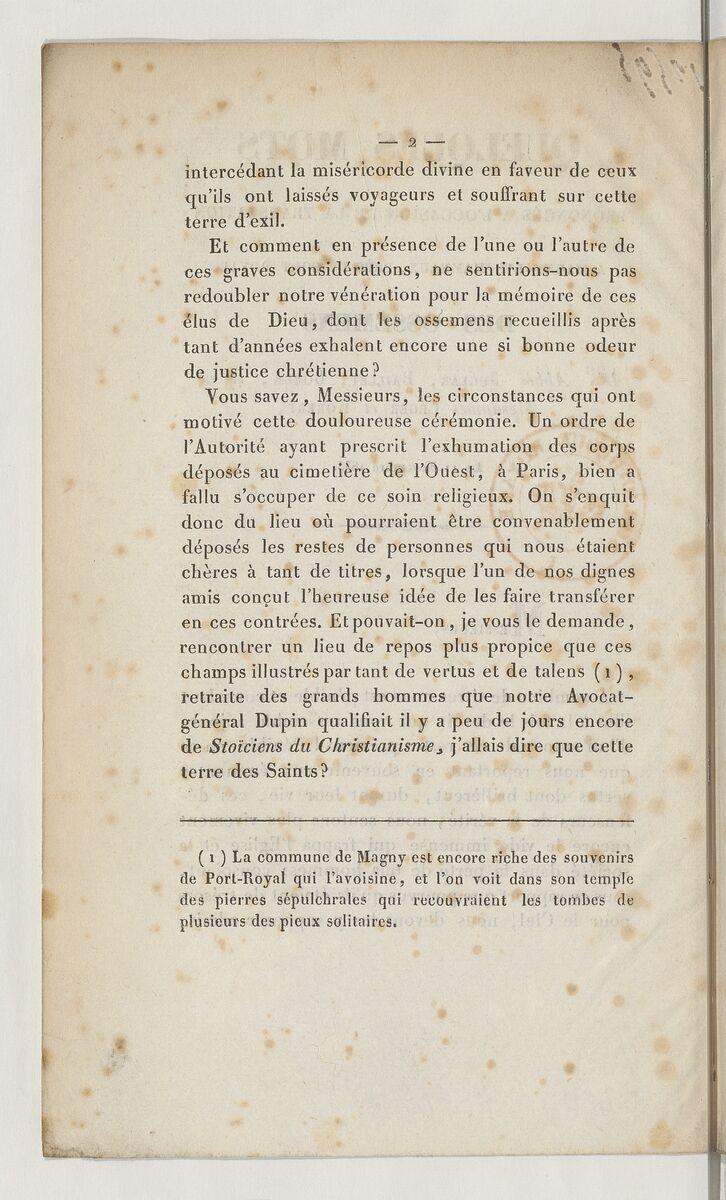 — 2 —
intercédant la miséricorde divine en faveur de ceux
qu'ils ont laissés voyageurs et souffrant sur cette
terre d'exil.
Et comment en présence de l'une ou l'autre de
ces graves considérations, ne sentirions-nous pas
redoubler notre vénération pour la mémoire de ces
élus de Dieu, dont les ossemens recueillis après
tant d'années exhalent encore une si bonne odeur
de justice chrétienne?
Vous savez, Messieurs, les circonstances qui ont
motivé cette douloureuse cérémonie. Un ordre de
l'Autorité ayant prescrit l'exhumation des corps
déposés au cimetière de l'Ouest, à Paris, bien a
fallu s'occuper de ce soin religieux. On s'enquit
donc du lieu où pourraient être convenablement
déposés les restes de personnes qui nous étaient
chères à tant de titres, lorsque l'un de nos dignes
amis conçut l'heureuse idée de les faire transférer
en ces contrées. Et pouvait-on, je vous le demande,
rencontrer un lieu de repos plus propice que ces
champs illustrés par tant de vertus et de talens (1),
retraite des grands hommes que notre Avocat-
général Dupin qualifiait il y a peu de jours encore
de Stoïciens du Christianisme, j'allais dire que cette
terre des Saints?
(1) La commune de Magny est encore riche des souvenirs
de Port-Royal qui l'avoisine, et l'on voit dans son temple
des pierres sépulchrales qui recouvraient les tombes de
plusieurs des pieux solitaires.